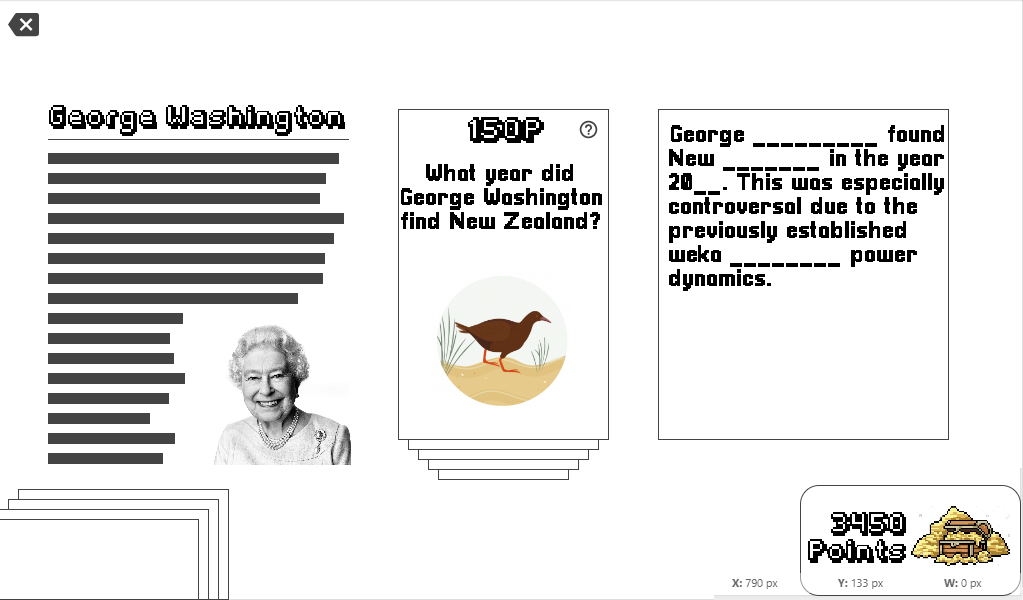 George Washington
150P
What year did
George Washington
find New Zealand?
George _________ found
New _______ in the year
20__. This was especially
controversal due to the
previously established
weka ________ power
dynamics.
3450
Points
X: 790 px Y: 133 px W: 0 px